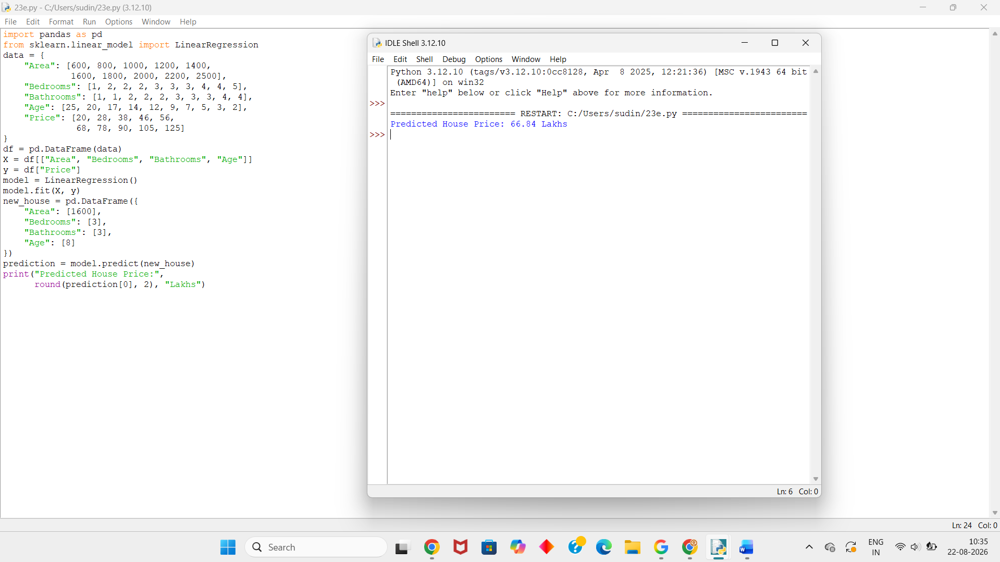 23e.py - C:/Users/sudin/23e.py (3.12.10)
File Edit Format Run Options Window Help
import pandas as pd
from sklearn.linear_model import LinearRegression
data = {
    "Area": [600, 800, 1000, 1200, 1400,
             1600, 1800, 2000, 2200, 2500],
    "Bedrooms": [1, 2, 2, 2, 3, 3, 3, 4, 4, 5],
    "Bathrooms": [1, 1, 2, 2, 2, 3, 3, 3, 4, 4],
    "Age": [25, 20, 17, 14, 12, 9, 7, 5, 3, 2],
    "Price": [20, 28, 38, 46, 56,
              68, 78, 90, 105, 125]
}
df = pd.DataFrame(data)
X = df[["Area", "Bedrooms", "Bathrooms", "Age"]]
y = df["Price"]
model = LinearRegression()
model.fit(X, y)
new_house = pd.DataFrame({
    "Area": [1600],
    "Bedrooms": [3],
    "Bathrooms": [3],
    "Age": [8]
})
prediction = model.predict(new_house)
print("Predicted House Price:",
      round(prediction[0], 2), "Lakhs")
IDLE Shell 3.12.10
File Edit Shell Debug Options Window Help
Python 3.12.10 (tags/v3.12.10:0cc8128, Apr  8 2025, 12:21:36) [MSC v.1943 64 bit
 (AMD64)] on win32
Enter "help" below or click "Help" above for more information.
>>>
======================== RESTART: C:/Users/sudin/23e.py ========================
Predicted House Price: 66.84 Lakhs
>>>
Ln: 6 Col: 0
Ln: 24 Col: 0
Search
ENG
IN
10:35
22-08-2026